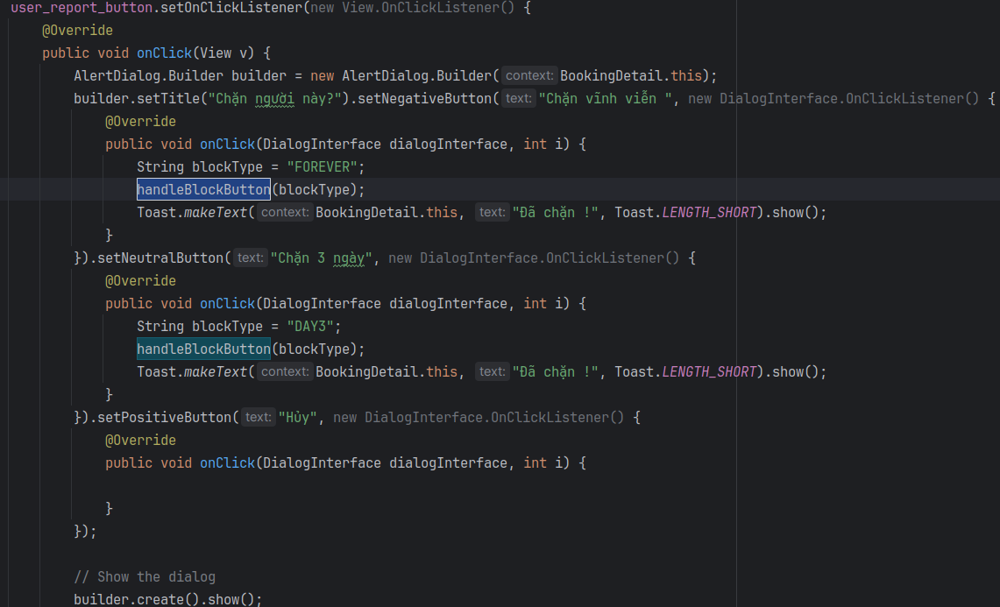 user_report_button.setOnClickListener(new View.OnClickListener() {
@Override
public void onClick(View v) {
AlertDialog.Builder builder = new AlertDialog.Builder( context: BookingDetail.this);
builder.setTitle("Chặn người này?").setNegativeButton( text: "Chặn vĩnh viễn ", new DialogInterface.OnClickListener() {
@Override
public void onClick(DialogInterface dialogInterface, int i) {
String blockType = "FOREVER";
handleBlockButton(blockType);
Toast.makeText( context: BookingDetail.this, text: "Đã chặn !", Toast.LENGTH_SHORT).show();
}
}).setNeutralButton( text: "Chặn 3 ngày", new DialogInterface.OnClickListener() {
@Override
public void onClick(DialogInterface dialogInterface, int i) {
String blockType = "DAY3";
handleBlockButton(blockType);
Toast.makeText( context: BookingDetail.this, text: "Đã chặn !", Toast.LENGTH_SHORT).show();
}
}).setPositiveButton( text: "Hủy", new DialogInterface.OnClickListener() {
@Override
public void onClick(DialogInterface dialogInterface, int i) {
}
});
// Show the dialog
builder.create().show();